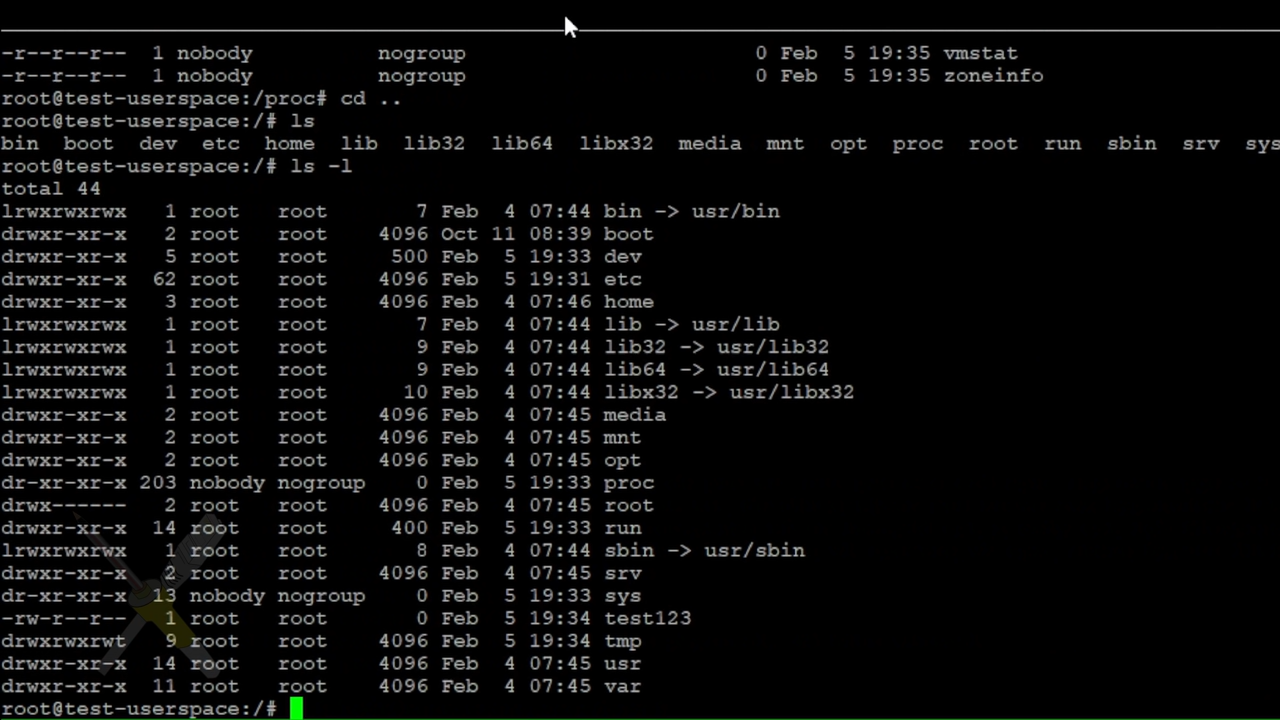 -r--r--r--  1 nobody          nogroup                       0 Feb  5 19:35 vmstat
-r--r--r--  1 nobody          nogroup                       0 Feb  5 19:35 zoneinfo
root@test-userspace:/proc# cd ..
root@test-userspace:/# ls
bin  boot  dev  etc  home  lib  lib32  lib64  libx32  media  mnt  opt  proc  root  run  sbin  srv  sys
root@test-userspace:/# ls -l
total 44
lrwxrwxrwx   1 root   root       7 Feb  4 07:44 bin -> usr/bin
drwxr-xr-x   2 root   root    4096 Oct 11 08:39 boot
drwxr-xr-x   5 root   root     500 Feb  5 19:33 dev
drwxr-xr-x  62 root   root    4096 Feb  5 19:31 etc
drwxr-xr-x   3 root   root    4096 Feb  4 07:46 home
lrwxrwxrwx   1 root   root       7 Feb  4 07:44 lib -> usr/lib
lrwxrwxrwx   1 root   root       9 Feb  4 07:44 lib32 -> usr/lib32
lrwxrwxrwx   1 root   root       9 Feb  4 07:44 lib64 -> usr/lib64
lrwxrwxrwx   1 root   root      10 Feb  4 07:44 libx32 -> usr/libx32
drwxr-xr-x   2 root   root    4096 Feb  4 07:45 media
drwxr-xr-x   2 root   root    4096 Feb  4 07:45 mnt
drwxr-xr-x   2 root   root    4096 Feb  4 07:45 opt
dr-xr-xr-x 203 nobody nogroup    0 Feb  5 19:33 proc
drwx------   2 root   root    4096 Feb  4 07:45 root
drwxr-xr-x  14 root   root     400 Feb  5 19:33 run
lrwxrwxrwx   1 root   root       8 Feb  4 07:44 sbin -> usr/sbin
drwxr-xr-x   2 root   root    4096 Feb  4 07:45 srv
dr-xr-xr-x  13 nobody nogroup    0 Feb  5 19:33 sys
-rw-r--r--   1 root   root       0 Feb  5 19:34 test123
drwxrwxrwt   9 root   root    4096 Feb  5 19:34 tmp
drwxr-xr-x  14 root   root    4096 Feb  4 07:45 usr
drwxr-xr-x  11 root   root    4096 Feb  4 07:45 var
root@test-userspace:/#